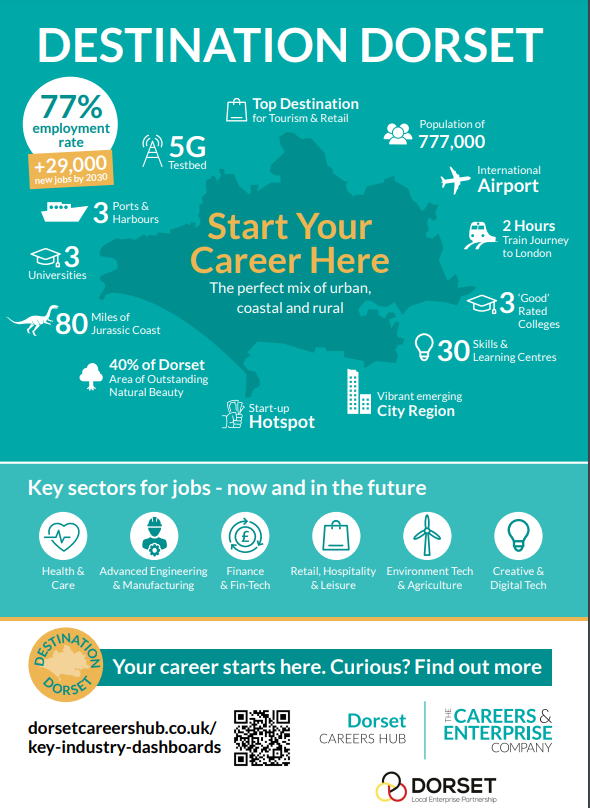 DESTINATION DORSET
77%
employment
rate
+29,000
new jobs by 2030
Top Destination
for Tourism & Retail
5G
Testbed
Population of
777,000
International
Airport
3 Ports &
Harbours
2 Hours
Train Journey
to London
Start Your
Career Here
The perfect mix of urban,
coastal and rural
3
Universities
3 'Good'
Rated
Colleges
80 Miles of
Jurassic Coast
30 Skills &
Learning Centres
40% of Dorset
Area of Outstanding
Natural Beauty
Vibrant emerging
City Region
Start-up
Hotspot
Key sectors for jobs - now and in the future
£
Health &
Care
Advanced Engineering
& Manufacturing
Finance
& Fin-Tech
Retail, Hospitality
& Leisure
Environment Tech
& Agriculture
Creative &
Digital Tech
DESTINATION
DORSET
Your career starts here. Curious? Find out more
dorsetcareershub.co.uk/
key-industry-dashboards
Dorset
CAREERS HUB
THE CAREERS &
ENTERPRISE
COMPANY
DORSET
Local Enterprise Partnership